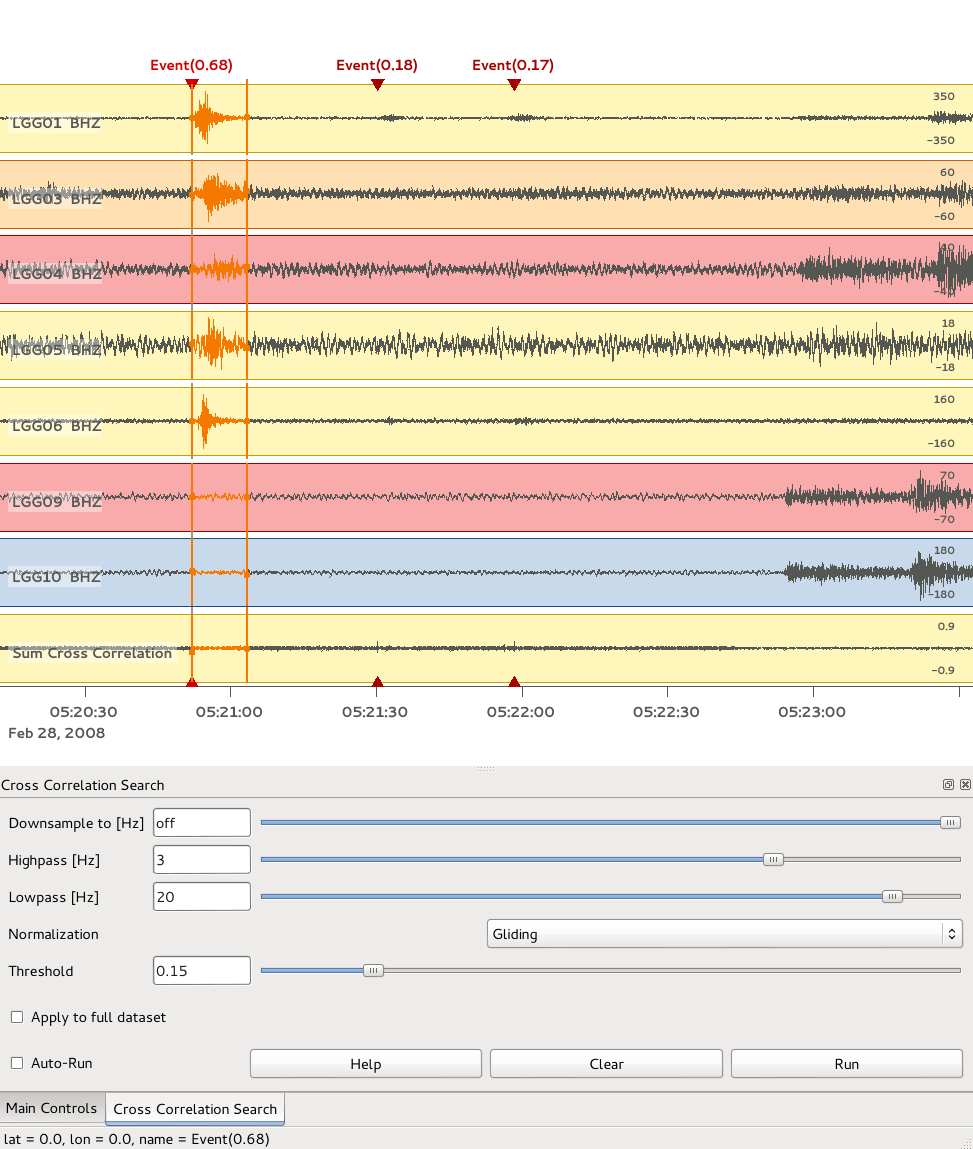 Event(0.68) Event(0.18) Event(0.17)
LGG01 BHZ 350 -350
LGG03 BHZ 60 -60
LGG04 BHZ 40 -40
LGG05 BHZ 18 -18
LGG06 BHZ 160 -160
LGG09 BHZ 70 -70
LGG10 BHZ 180 -180
Sum Cross Correlation 0.9 -0.9
05:20:30 05:21:00 05:21:30 05:22:00 05:22:30 05:23:00
Feb 28, 2008
Cross Correlation Search
Downsample to [Hz] off
Highpass [Hz] 3
Lowpass [Hz] 20
Normalization Gliding
Threshold 0.15
Apply to full dataset
Auto-Run Help Clear Run
Main Controls Cross Correlation Search
lat = 0.0, lon = 0.0, name = Event(0.68)